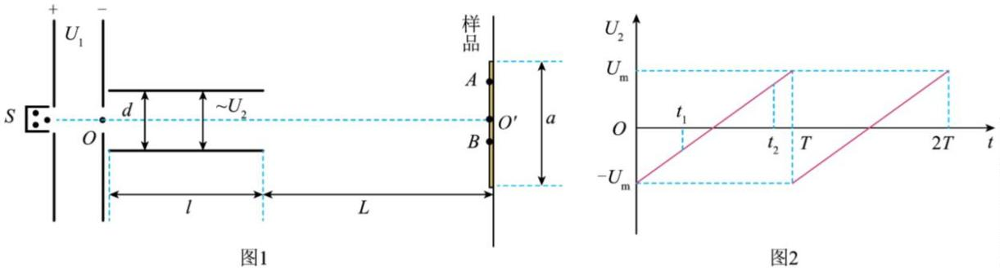 + −
U₁
S
O
d
~U₂
l
L
样品
A
O′
B
a
图1
U₂
Uₘ
O
−Uₘ
t₁
t₂
T
2T
t
图2